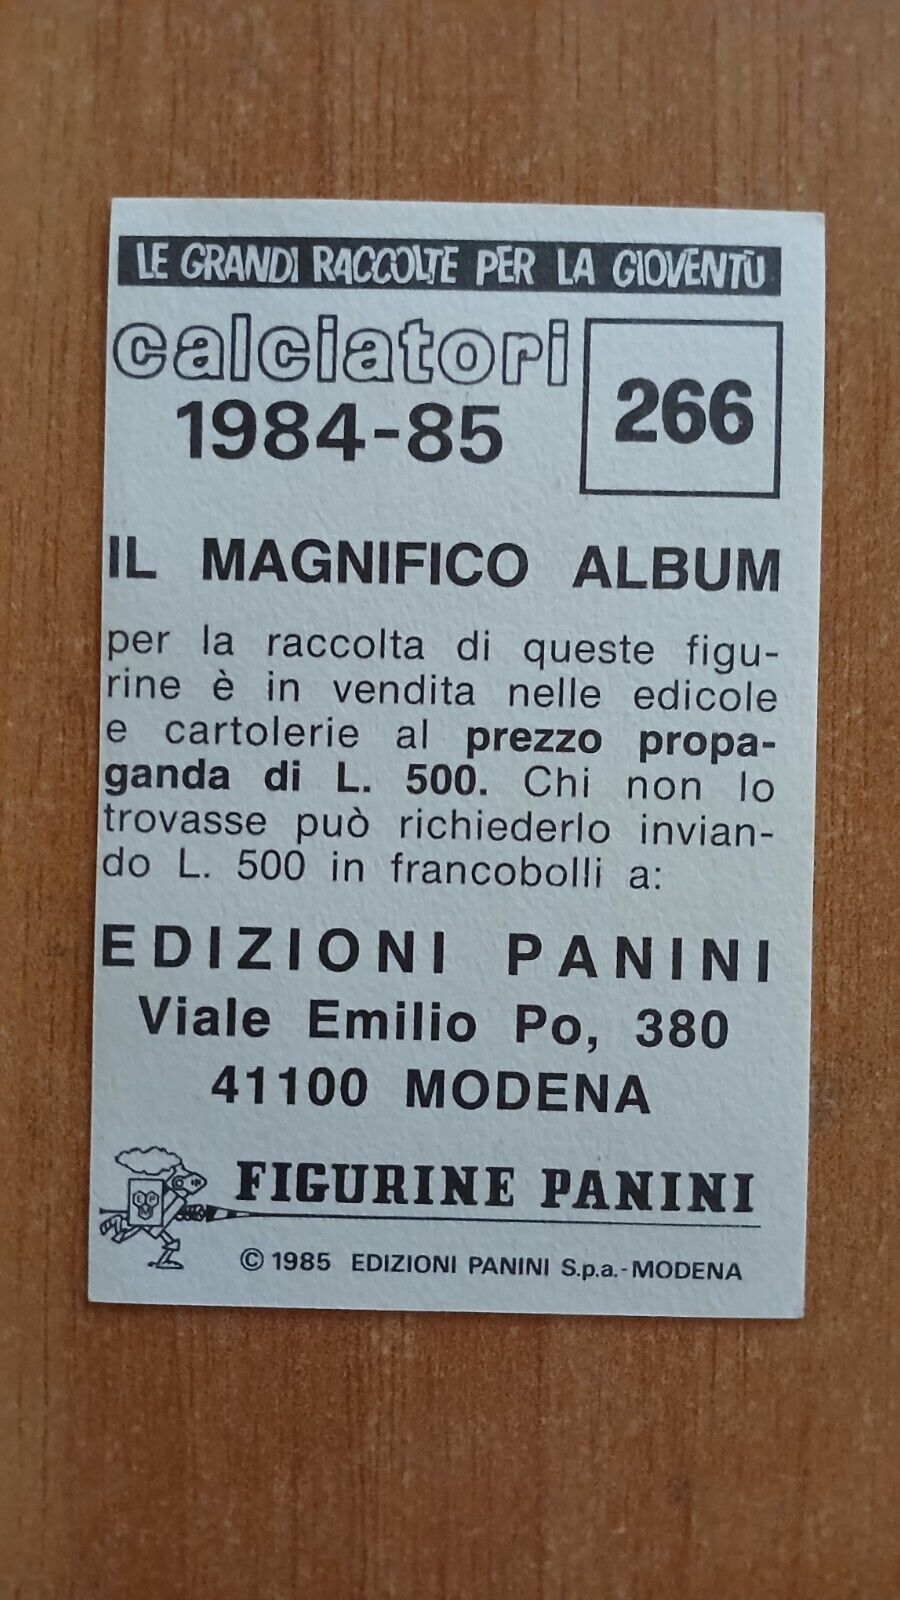 LE GRANDI RACCOLTE PER LA GIOVENTÙ
calciatori
1984-85
266
IL MAGNIFICO ALBUM
per la raccolta di queste figu-
rine è in vendita nelle edicole
e cartolerie al prezzo propa-
ganda di L. 500. Chi non lo
trovasse può richiederlo invian-
do L. 500 in francobolli a:
EDIZIONI PANINI
Viale Emilio Po, 380
41100 MODENA
FIGURINE PANINI
© 1985 EDIZIONI PANINI S.p.a.-MODENA